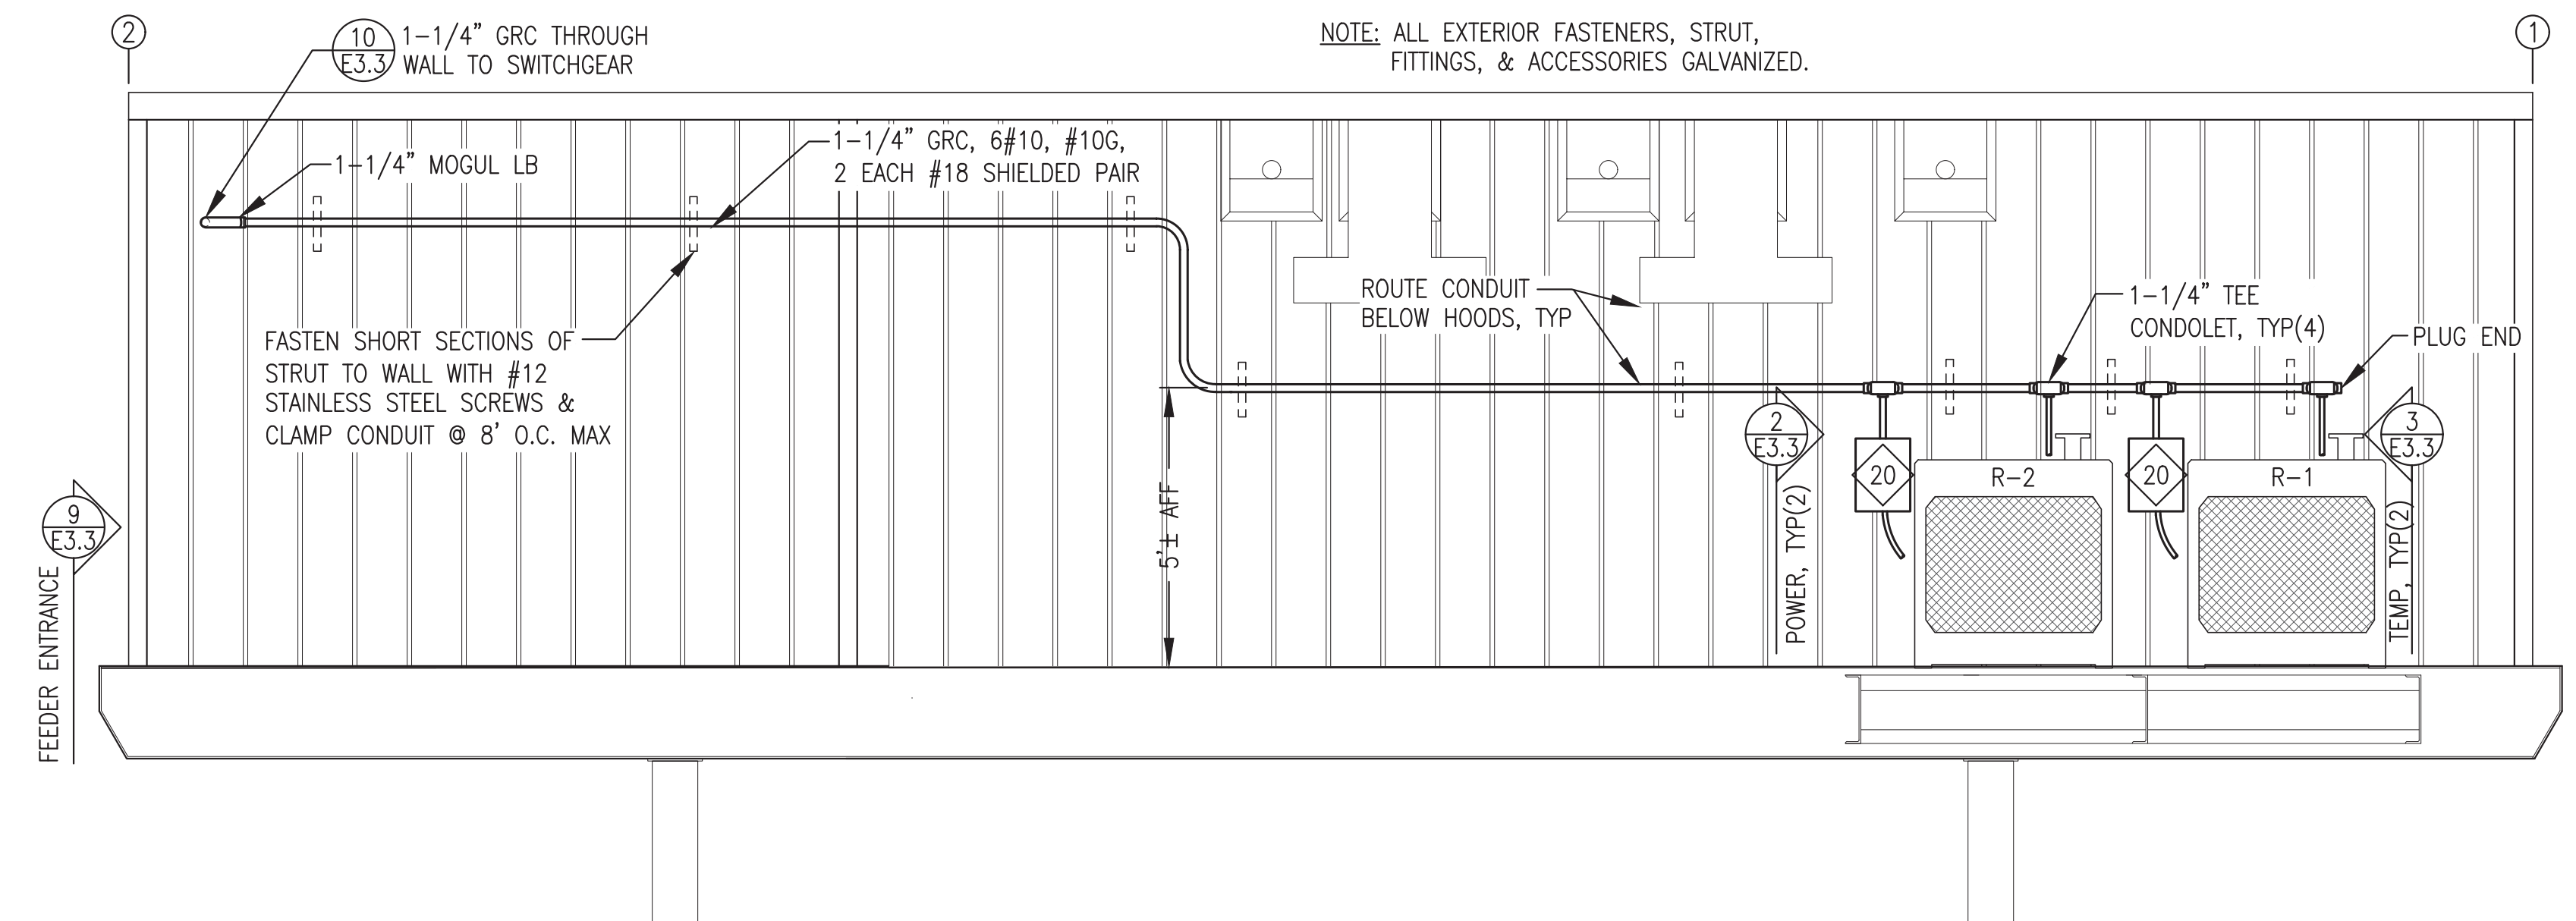 2
10
E3.3
1-1/4" GRC THROUGH
WALL TO SWITCHGEAR
NOTE: ALL EXTERIOR FASTENERS, STRUT,
FITTINGS, & ACCESSORIES GALVANIZED.
1
1-1/4" MOGUL LB
1-1/4" GRC, 6#10, #10G,
2 EACH #18 SHIELDED PAIR
FASTEN SHORT SECTIONS OF
STRUT TO WALL WITH #12
STAINLESS STEEL SCREWS &
CLAMP CONDUIT @ 8' O.C. MAX
ROUTE CONDUIT
BELOW HOODS, TYP
1-1/4" TEE
CONDOLET, TYP(4)
PLUG END
5'± AFF
2
E3.3
POWER, TYP(2)
20
R-2
20
R-1
3
E3.3
TEMP, TYP(2)
9
E3.3
FEEDER ENTRANCE